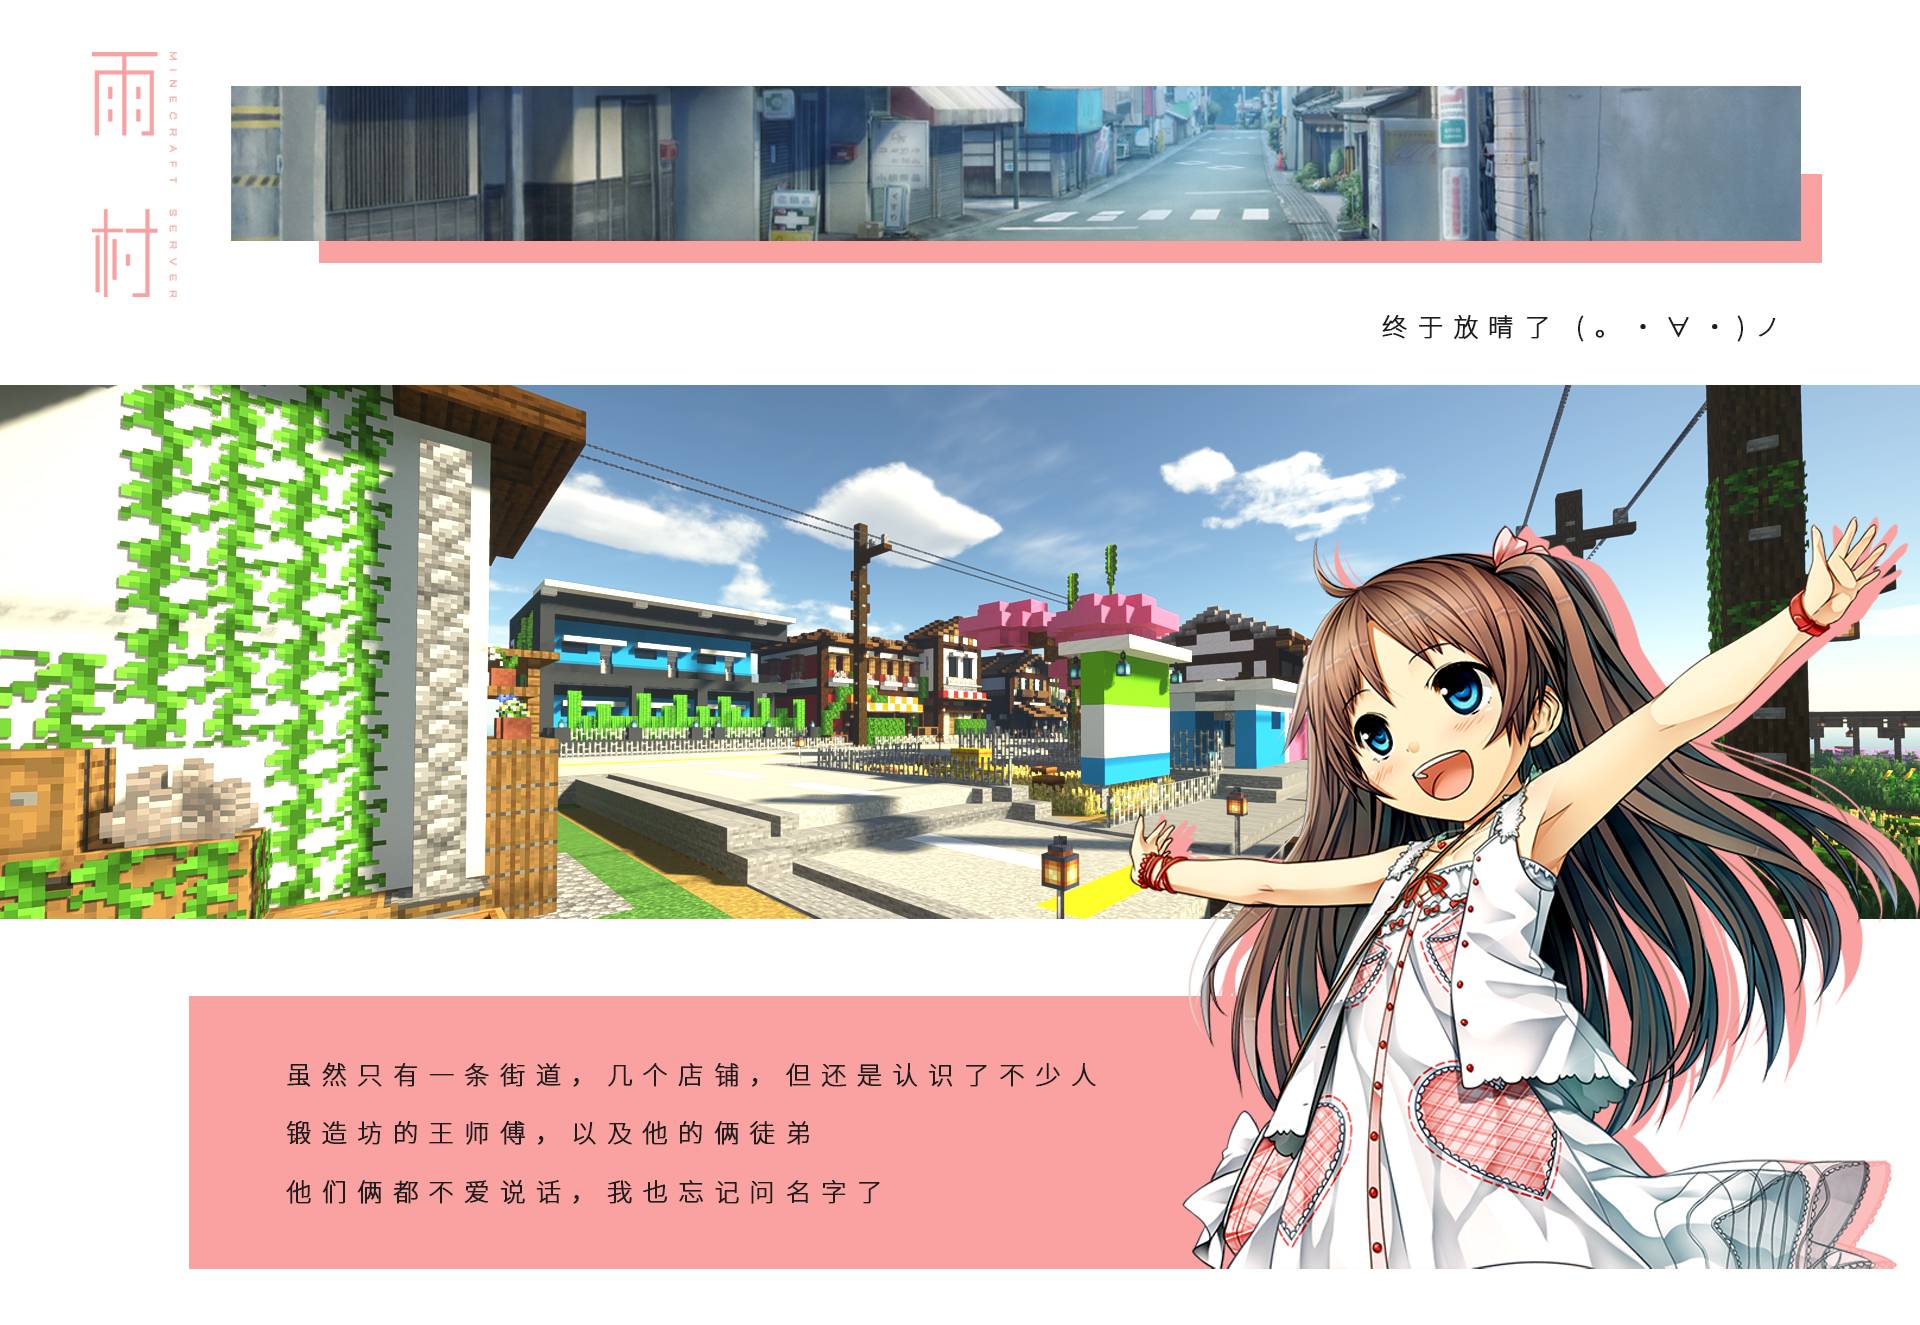 雨村
MINECRAFT SERVER
终于放晴了 (。・∀・)ノ
虽然只有一条街道，几个店铺，但还是认识了不少人
锻造坊的王师傅，以及他的俩徒弟
他们俩都不爱说话，我也忘记问名字了